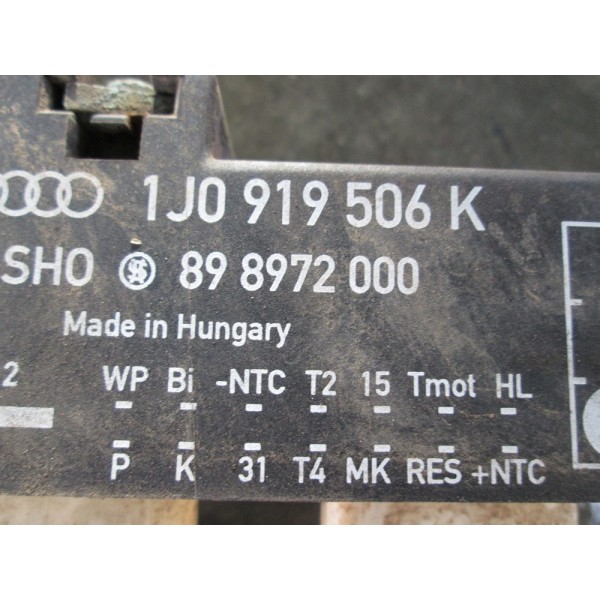 1J0 919 506 K
SHO 89 8972 000
Made in Hungary
2
WP Bi -NTC T2 15 Tmot HL
P K 31 T4 MK RES +NTC